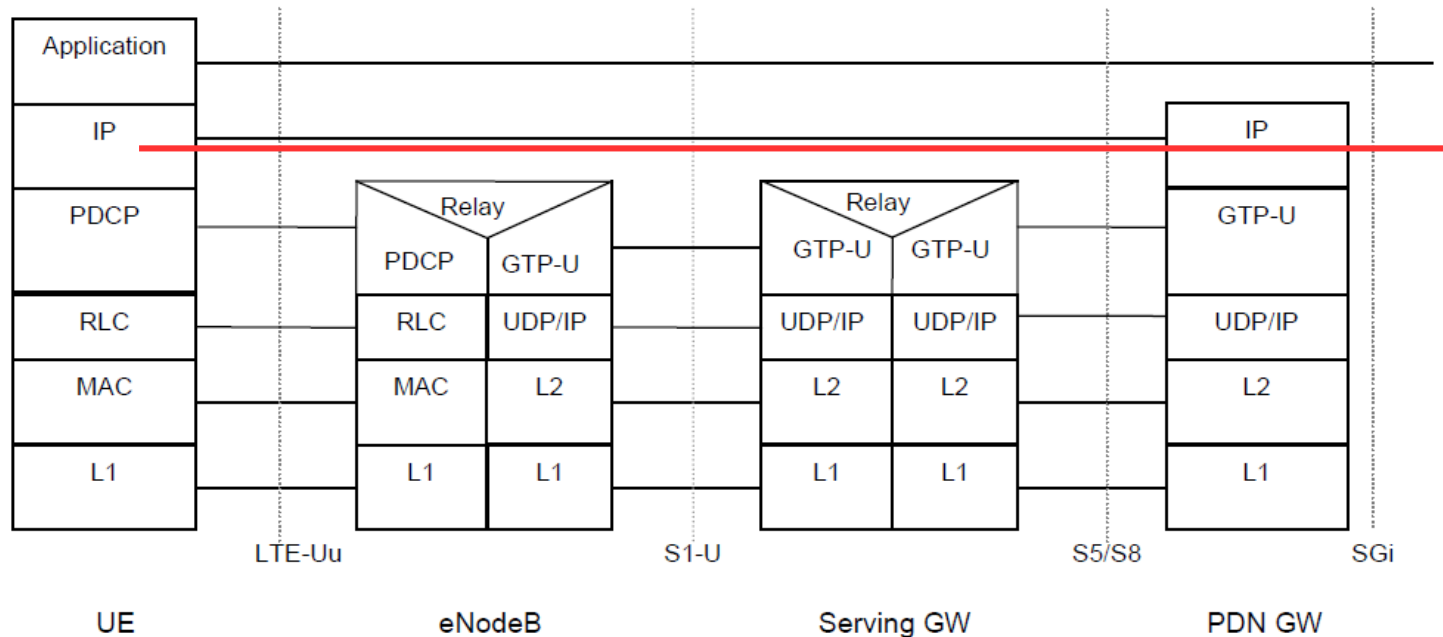 Application
IP
IP
PDCP
Relay
Relay
GTP-U
PDCP
GTP-U
GTP-U
GTP-U
RLC
RLC
UDP/IP
UDP/IP
UDP/IP
UDP/IP
MAC
MAC
L2
L2
L2
L2
L1
L1
L1
L1
L1
L1
LTE-Uu
S1-U
S5/S8
SGi
UE
eNodeB
Serving GW
PDN GW